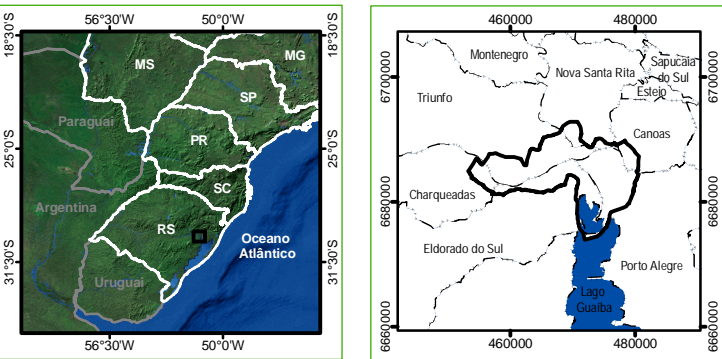 56°30'S
50°0'S
18°30'S
18°30'S
MS
MG
SP
Paraguai
PR
25°0'S
25°0'S
SC
Argentina
RS
Oceano
Atlântico
31°30'S
31°30'S
Uruguai
56°30'S
50°0'S
460000
480000
6700000
6700000
Montenegro
Sapucaia
do Sul
Nova Santa Rita
Esteio
Triunfo
Canoas
Charqueadas
6680000
6680000
Eldorado do Sul
Porto Alegre
Lago
Guaíba
6660000
6660000
460000
480000